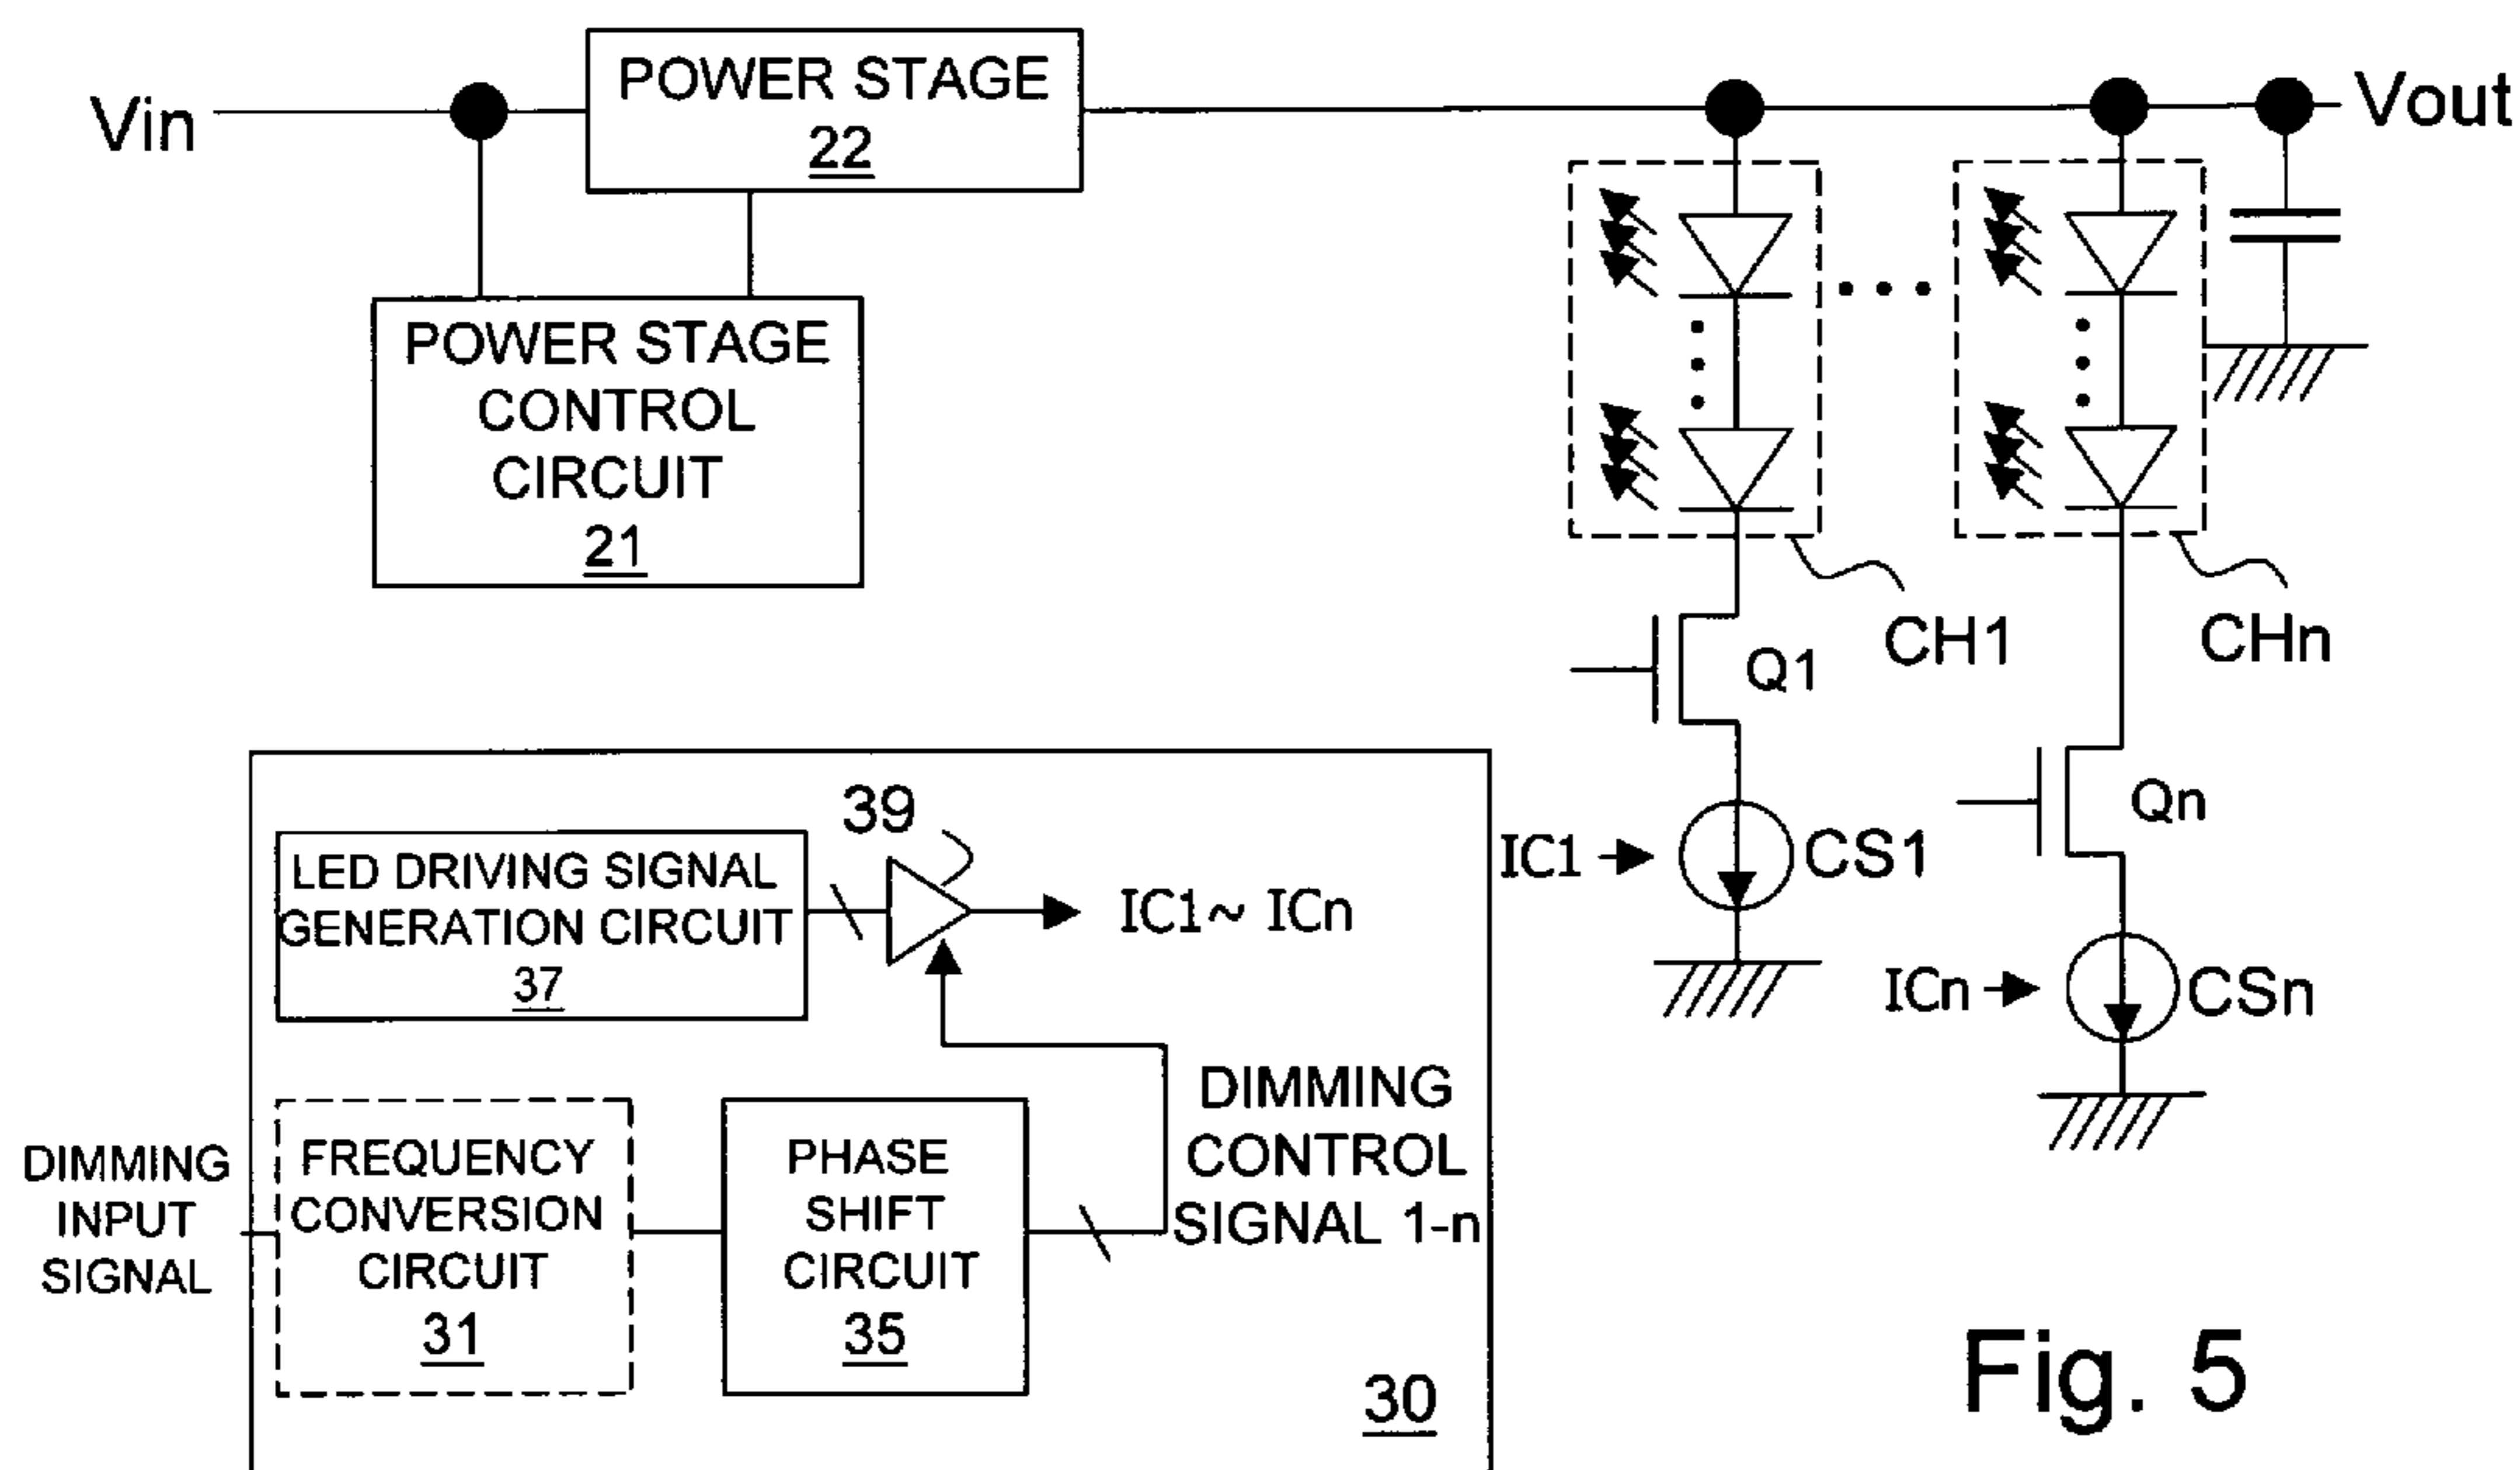 Vin
POWER STAGE
22
Vout
POWER STAGE
CONTROL
CIRCUIT
21
CH1
CHn
Q1
Qn
IC1
CS1
ICn
CSn
39
LED DRIVING SIGNAL
GENERATION CIRCUIT
37
IC1~ ICn
DIMMING
CONTROL
SIGNAL 1-n
DIMMING
INPUT
SIGNAL
FREQUENCY
CONVERSION
CIRCUIT
31
PHASE
SHIFT
CIRCUIT
35
30
Fig. 5